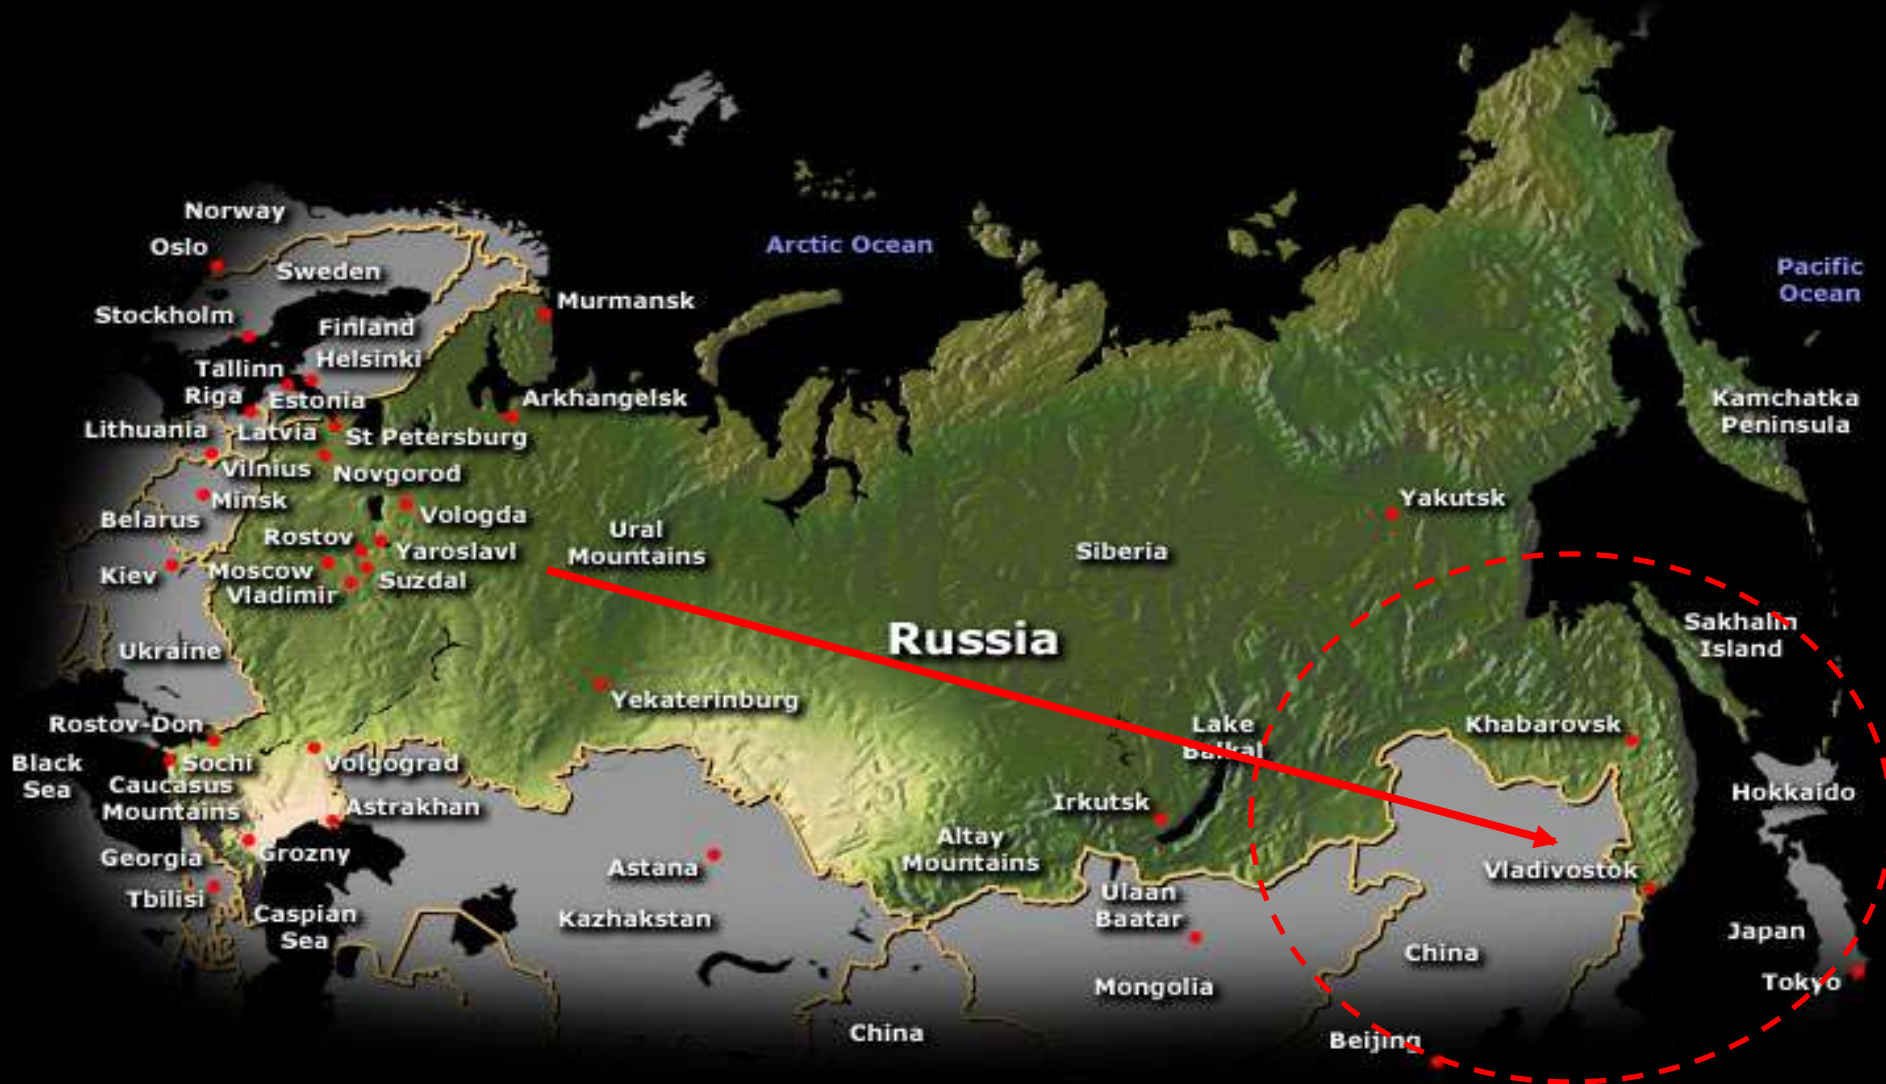 Norway
Oslo
Sweden
Arctic Ocean
Pacific
Ocean
Murmansk
Stockholm
Finland
Helsinki
Tallinn
Riga
Estonia
Arkhangelsk
Kamchatka
Peninsula
Lithuania
Latvia
St Petersburg
Vilnius
Novgorod
Minsk
Yakutsk
Belarus
Vologda
Ural
Mountains
Rostov
Yaroslavl
Siberia
Kiev
Moscow
Suzdal
Vladimir
Sakhalin
Island
Russia
Ukraine
Yekaterinburg
Rostov-Don
Lake
Baikal
Khabarovsk
Black
Sea
Sochi
Volgograd
Caucasus
Mountains
Astrakhan
Irkutsk
Hokkaido
Georgia
Grozny
Altay
Mountains
Astana
Vladivostok
Tbilisi
Ulaan
Baatar
Caspian
Sea
Kazhakstan
Japan
China
Tokyo
Mongolia
China
Beijing